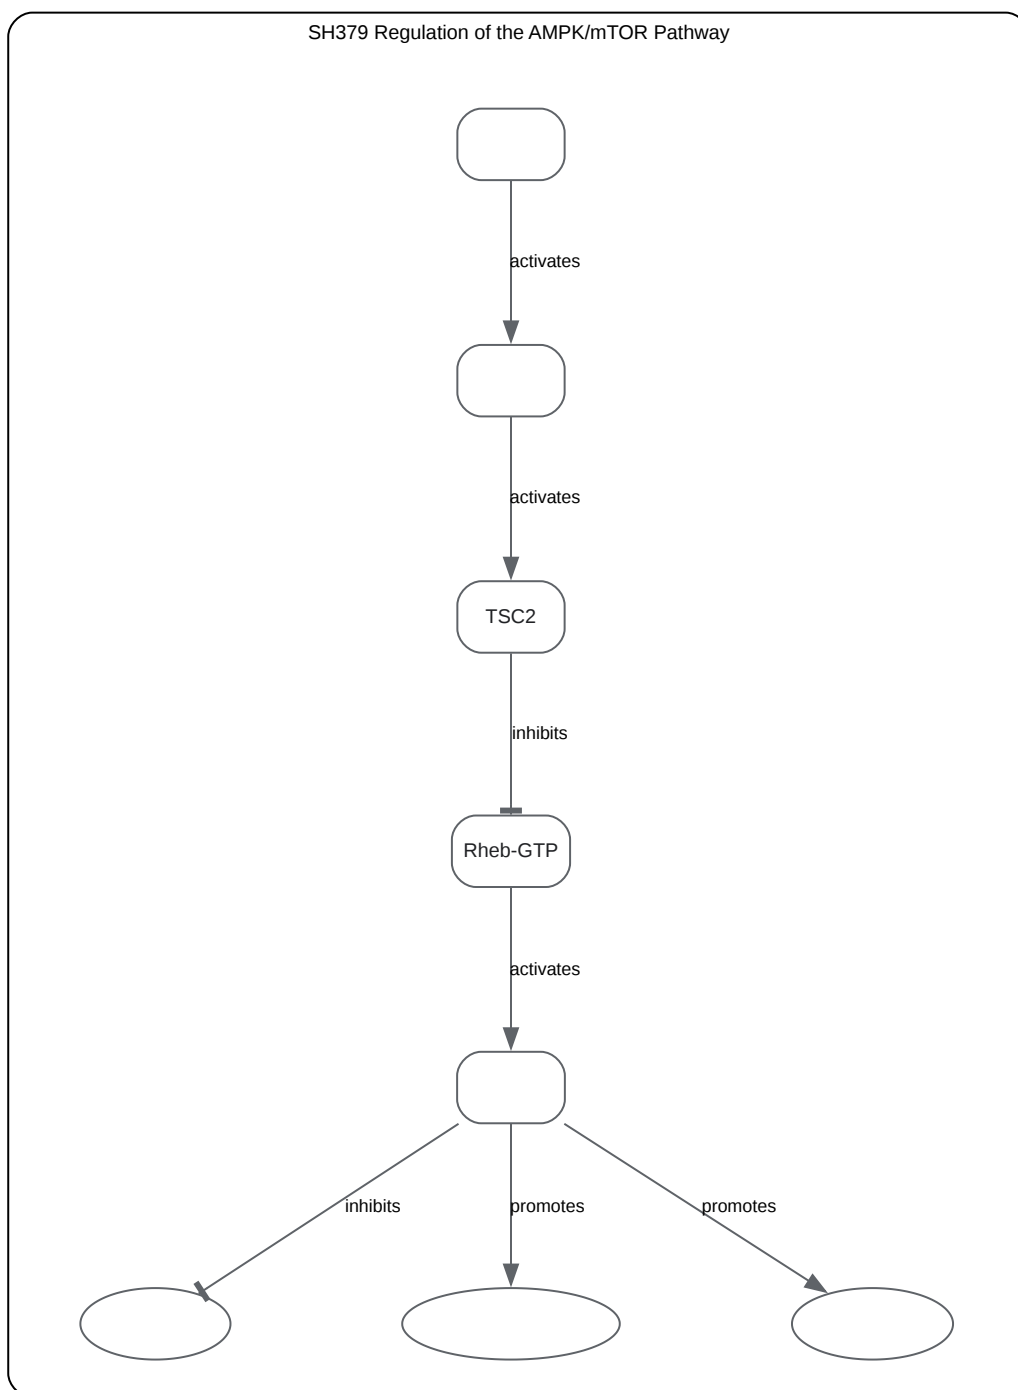 SH379 Regulation of the AMPK/mTOR Pathway
activates
activates
TSC2
inhibits
Rheb-GTP
activates
inhibits
promotes
promotes